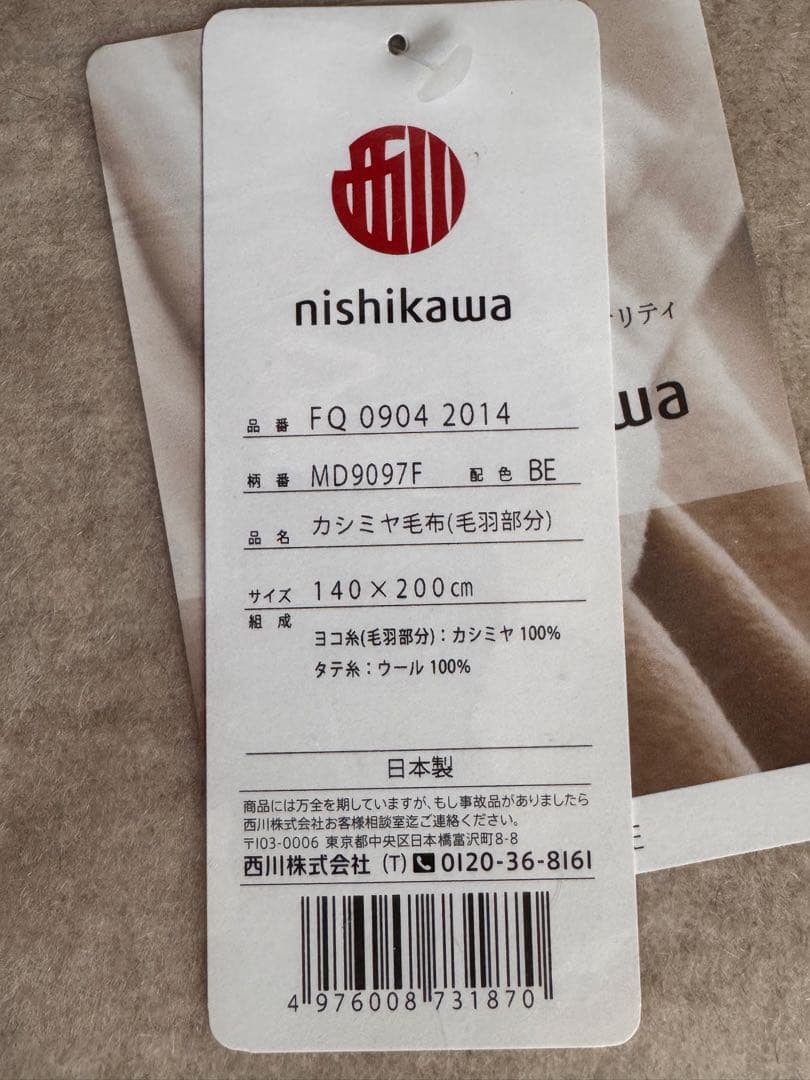 西川
nishikawa
品番 FQ 0904 2014
柄番 MD9097F 配色 BE
品名 カシミヤ毛布(毛羽部分)
サイズ 140×200㎝
組成
ヨコ糸(毛羽部分)：カシミヤ 100%
タテ糸：ウール 100%
日本製
商品には万全を期していますが、もし事故品がありましたら
西川株式会社お客様相談室迄ご連絡ください。
〒103-0006 東京都中央区日本橋富沢町8-8
西川株式会社 (T) 0120-36-8161
4 976008 731870
リティ
wa